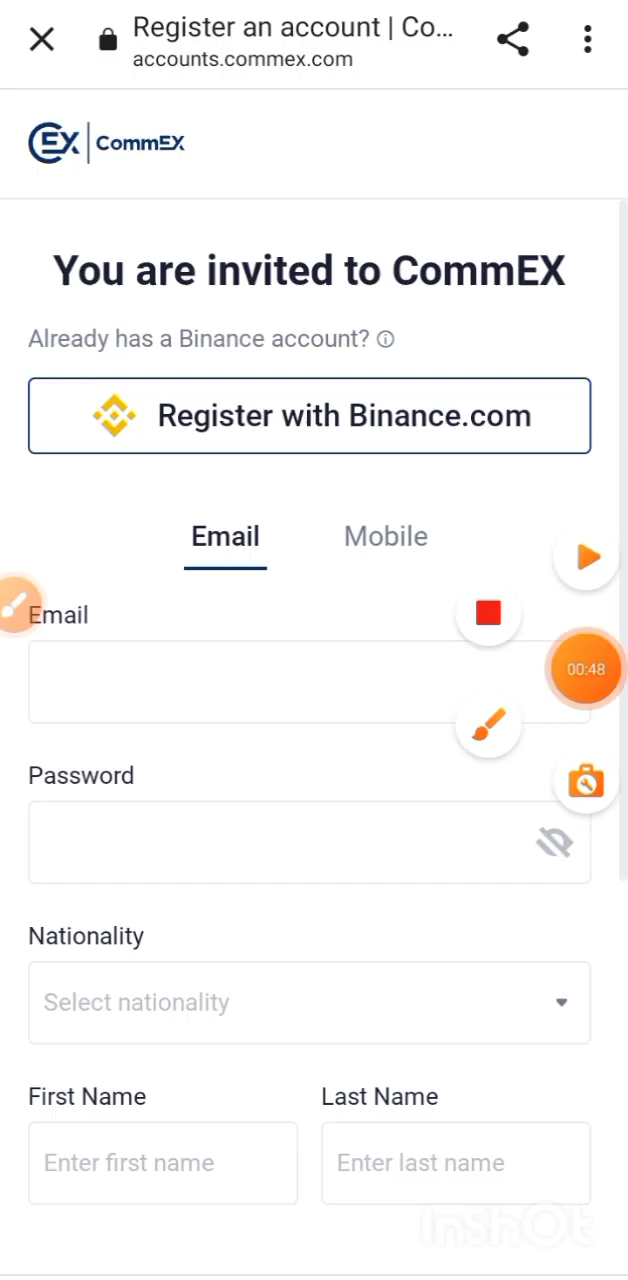 Register an account | Co...
accounts.commex.com
EX | CommEX
You are invited to CommEX
Already has a Binance account?
Register with Binance.com
Email
Mobile
Email
00:48
Password
Nationality
Select nationality
First Name
Last Name
Enter first name
Enter last name
InshOt